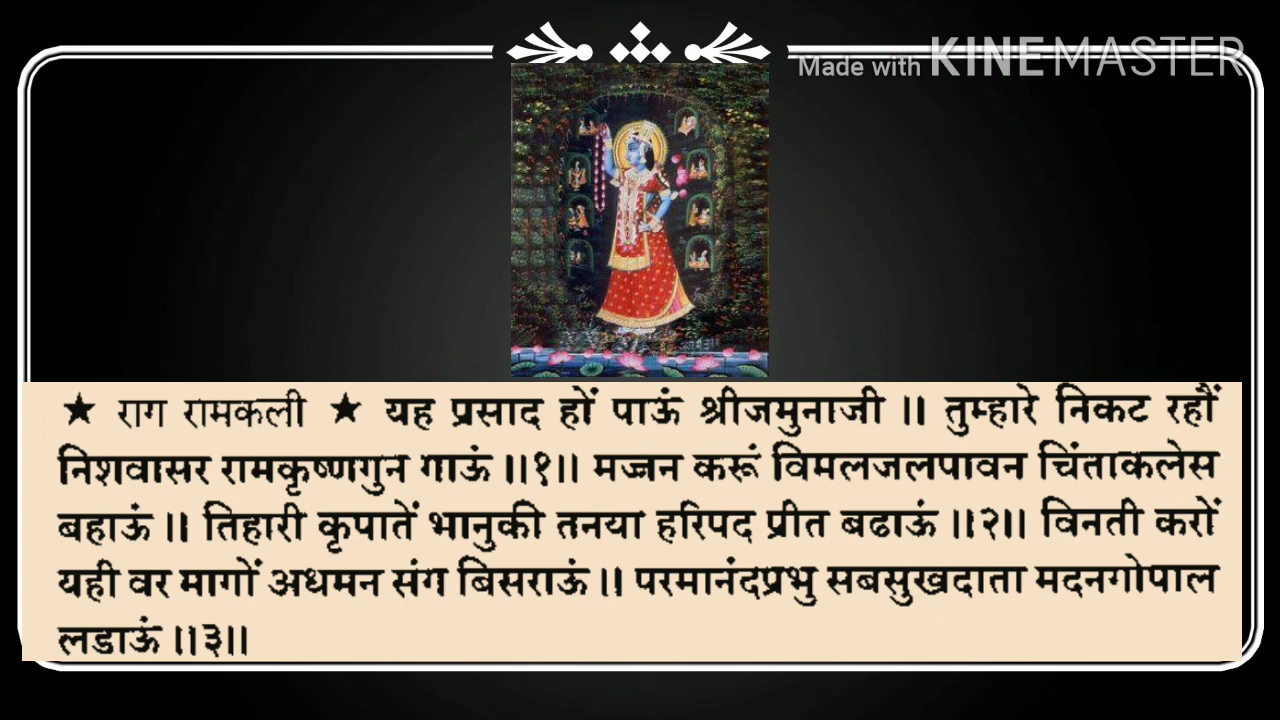 Made with KINEMASTER
★ राग रामकली ★ यह प्रसाद हों पाऊं श्रीजमुनाजी ।। तुम्हारे निकट रहौं
निशवासर रामकृष्णगुन गाऊं ।।१।। मज्जन करूं विमलजलपावन चिंताकलेस
बहाऊं ।। तिहारी कृपातें भानुकी तनया हरिपद प्रीत बढाऊं ।।२।। विनती करों
यही वर मागों अधमन संग बिसराऊं ।। परमानंदप्रभु सबसुखदाता मदनगोपाल
लडाऊं ।।३।।